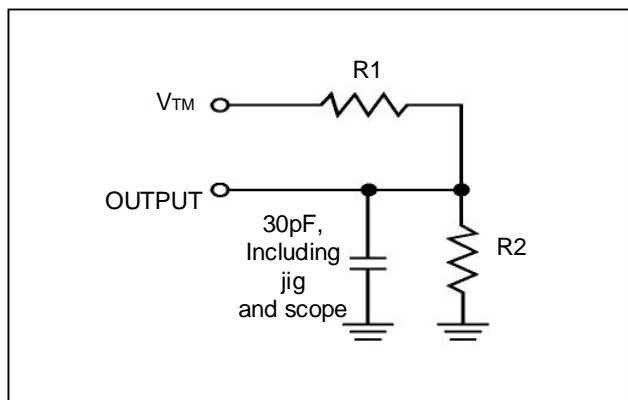 R1
VTM
OUTPUT
30pF,
Including
jig
and scope
R2